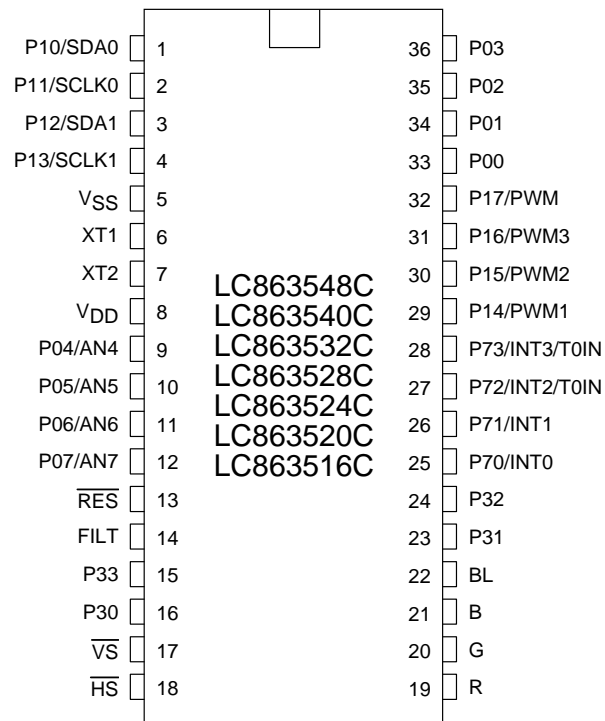 P10/SDA0 1 36 P03
P11/SCLK0 2 35 P02
P12/SDA1 3 34 P01
P13/SCLK1 4 33 P00
VSS 5 32 P17/PWM
XT1 6 31 P16/PWM3
XT2 7 30 P15/PWM2
LC863548C
VDD 8 29 P14/PWM1
LC863540C
P04/AN4 9 28 P73/INT3/T0IN
LC863532C
P05/AN5 10 27 P72/INT2/T0IN
LC863528C
LC863524C
P06/AN6 11 26 P71/INT1
LC863520C
P07/AN7 12 25 P70/INT0
LC863516C
RES 13 24 P32
FILT 14 23 P31
P33 15 22 BL
P30 16 21 B
VS 17 20 G
HS 18 19 R